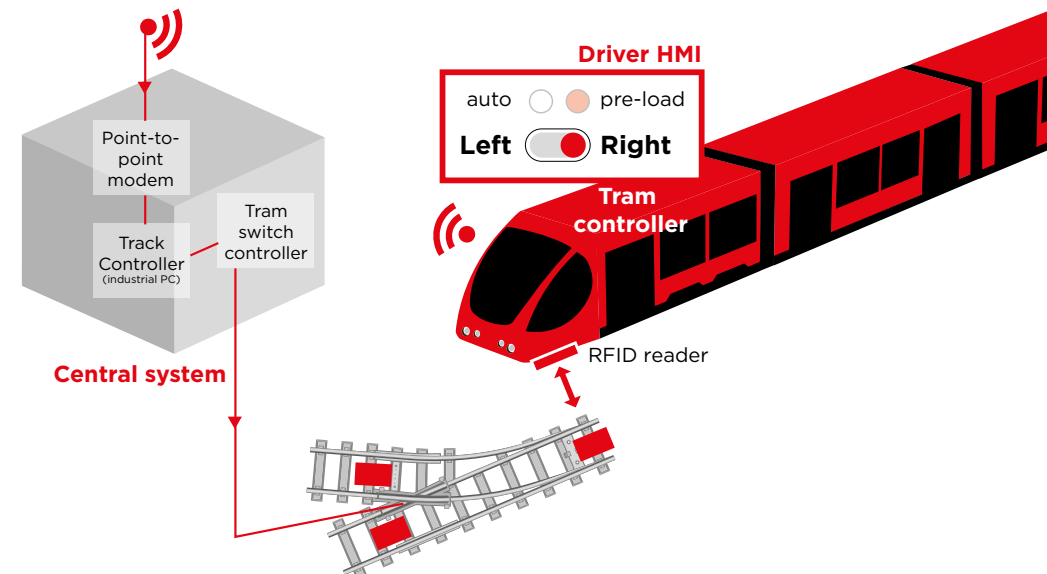 Driver HMI
auto pre-load
Left Right
Point-to-
point
modem
Tram
controller
Tram
switch
controller
Track
Controller
(industrial PC)
RFID reader
Central system